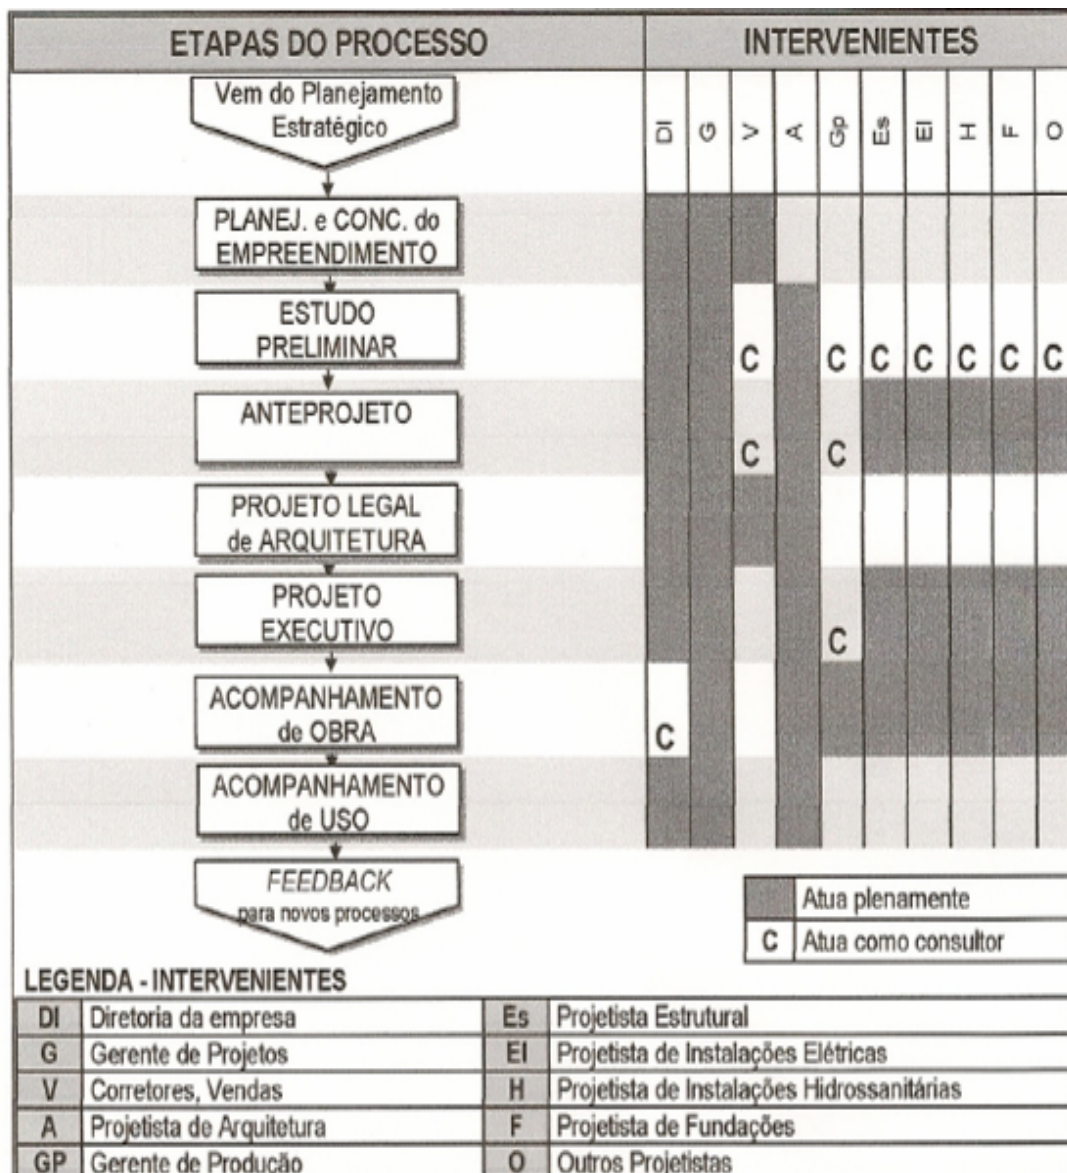 ETAPAS DO PROCESSO
INTERVENIENTES
Vem do Planejamento
Estratégico
DI G V A Gp Es El H F O
PLANEJ. e CONC. do
EMPREENDIMENTO
ESTUDO
PRELIMINAR
C C C C C C C
ANTEPROJETO
C C
PROJETO LEGAL
de ARQUITETURA
PROJETO
EXECUTIVO
C
ACOMPANHAMENTO
de OBRA
C
ACOMPANHAMENTO
de USO
FEEDBACK
para novos processos
Atua plenamente
C Atua como consultor
LEGENDA - INTERVENIENTES
DI Diretoria da empresa Es Projetista Estrutural
G Gerente de Projetos El Projetista de Instalações Elétricas
V Corretores, Vendas H Projetista de Instalações Hidrossanitárias
A Projetista de Arquitetura F Projetista de Fundações
GP Gerente de Produção O Outros Projetistas